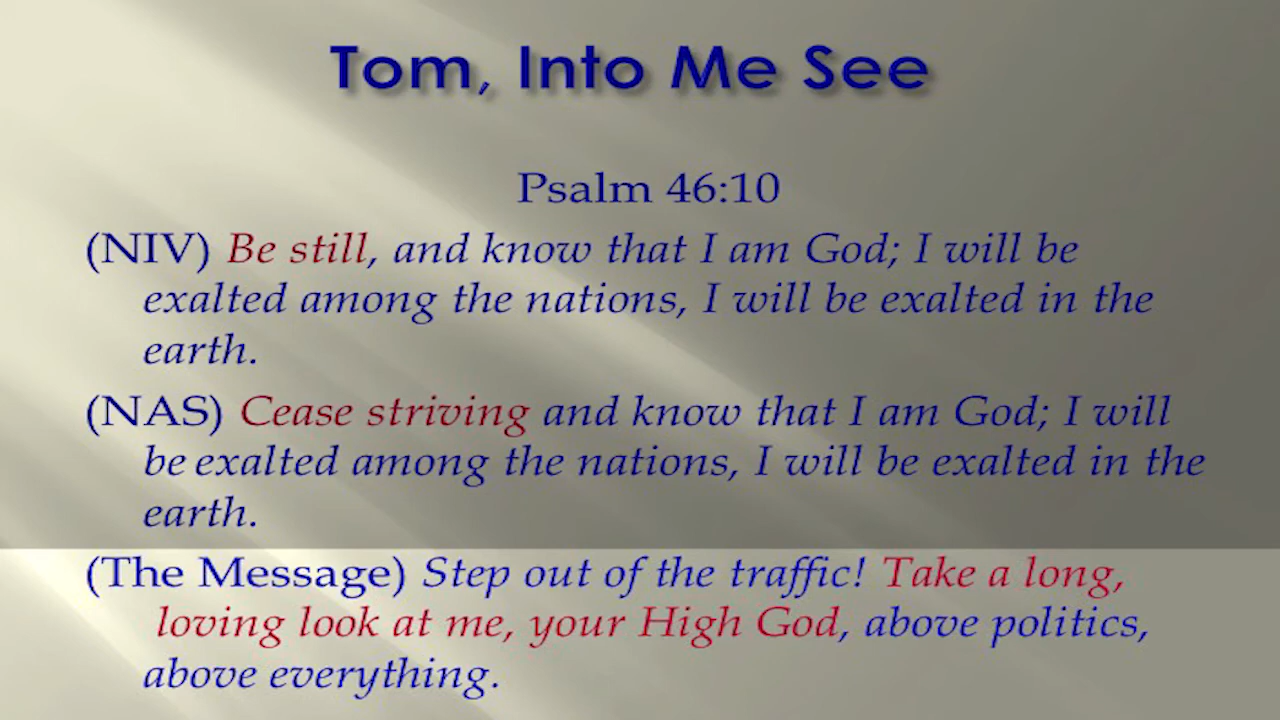 Tom, Into Me See
Psalm 46:10
(NIV) Be still, and know that I am God; I will be
exalted among the nations, I will be exalted in the
earth.
(NAS) Cease striving and know that I am God; I will
be exalted among the nations, I will be exalted in the
earth.
(The Message) Step out of the traffic! Take a long,
loving look at me, your High God, above politics,
above everything.